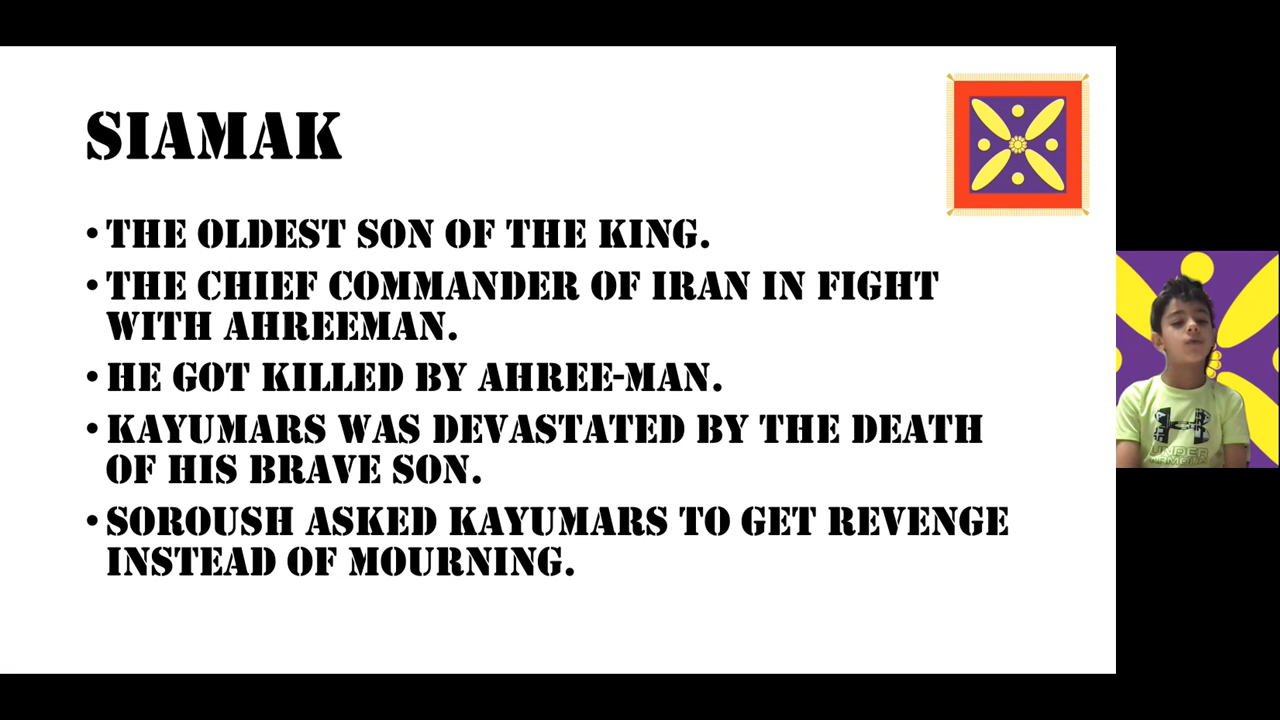 SIAMAK
• THE OLDEST SON OF THE KING.
• THE CHIEF COMMANDER OF IRAN IN FIGHT
WITH AHREEMAN.
• HE GOT KILLED BY AHREE-MAN.
• KAYUMARS WAS DEVASTATED BY THE DEATH
OF HIS BRAVE SON.
• SOROUSH ASKED KAYUMARS TO GET REVENGE
INSTEAD OF MOURNING.
UNDER
ARMOUR